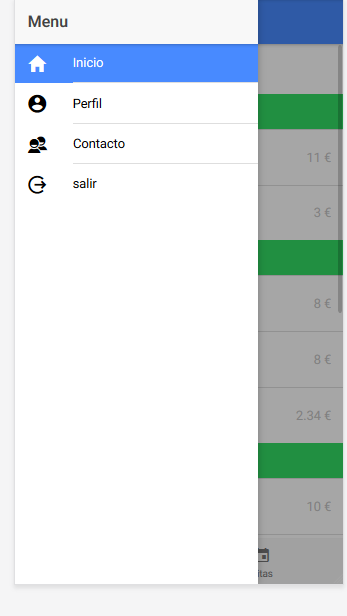 Menu
Inicio
Perfil
11 €
Contacto
salir
3 €
8 €
8 €
2.34 €
10 €